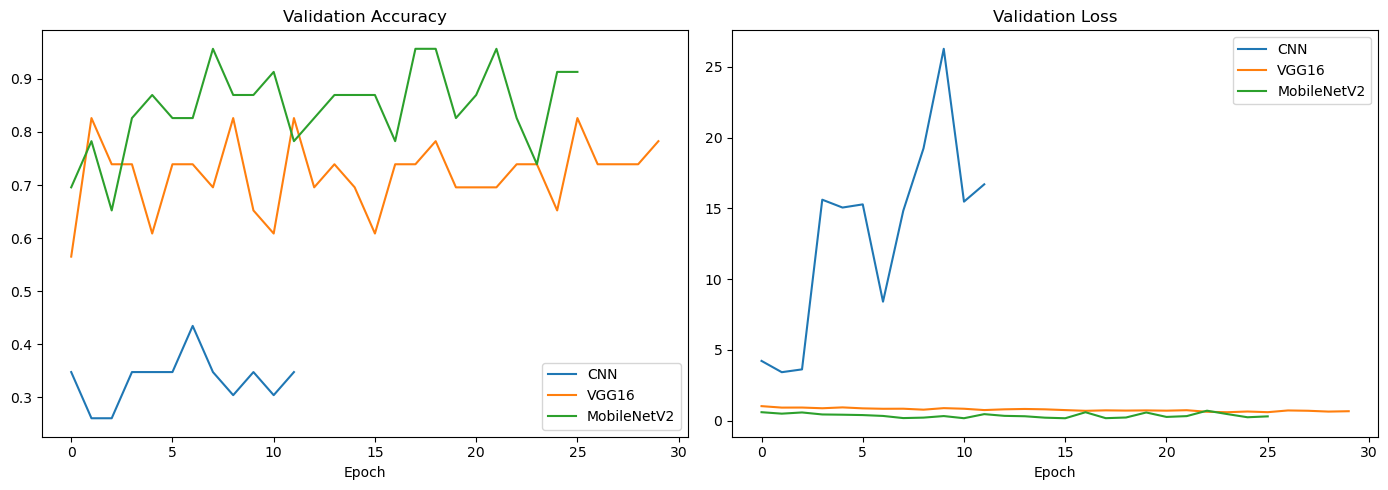 Validation Accuracy
0.9
0.8
0.7
0.6
0.5
0.4
0.3
0 5 10 15 20 25 30
Epoch
CNN
VGG16
MobileNetV2
Validation Loss
25
20
15
10
5
0
0 5 10 15 20 25 30
Epoch
CNN
VGG16
MobileNetV2